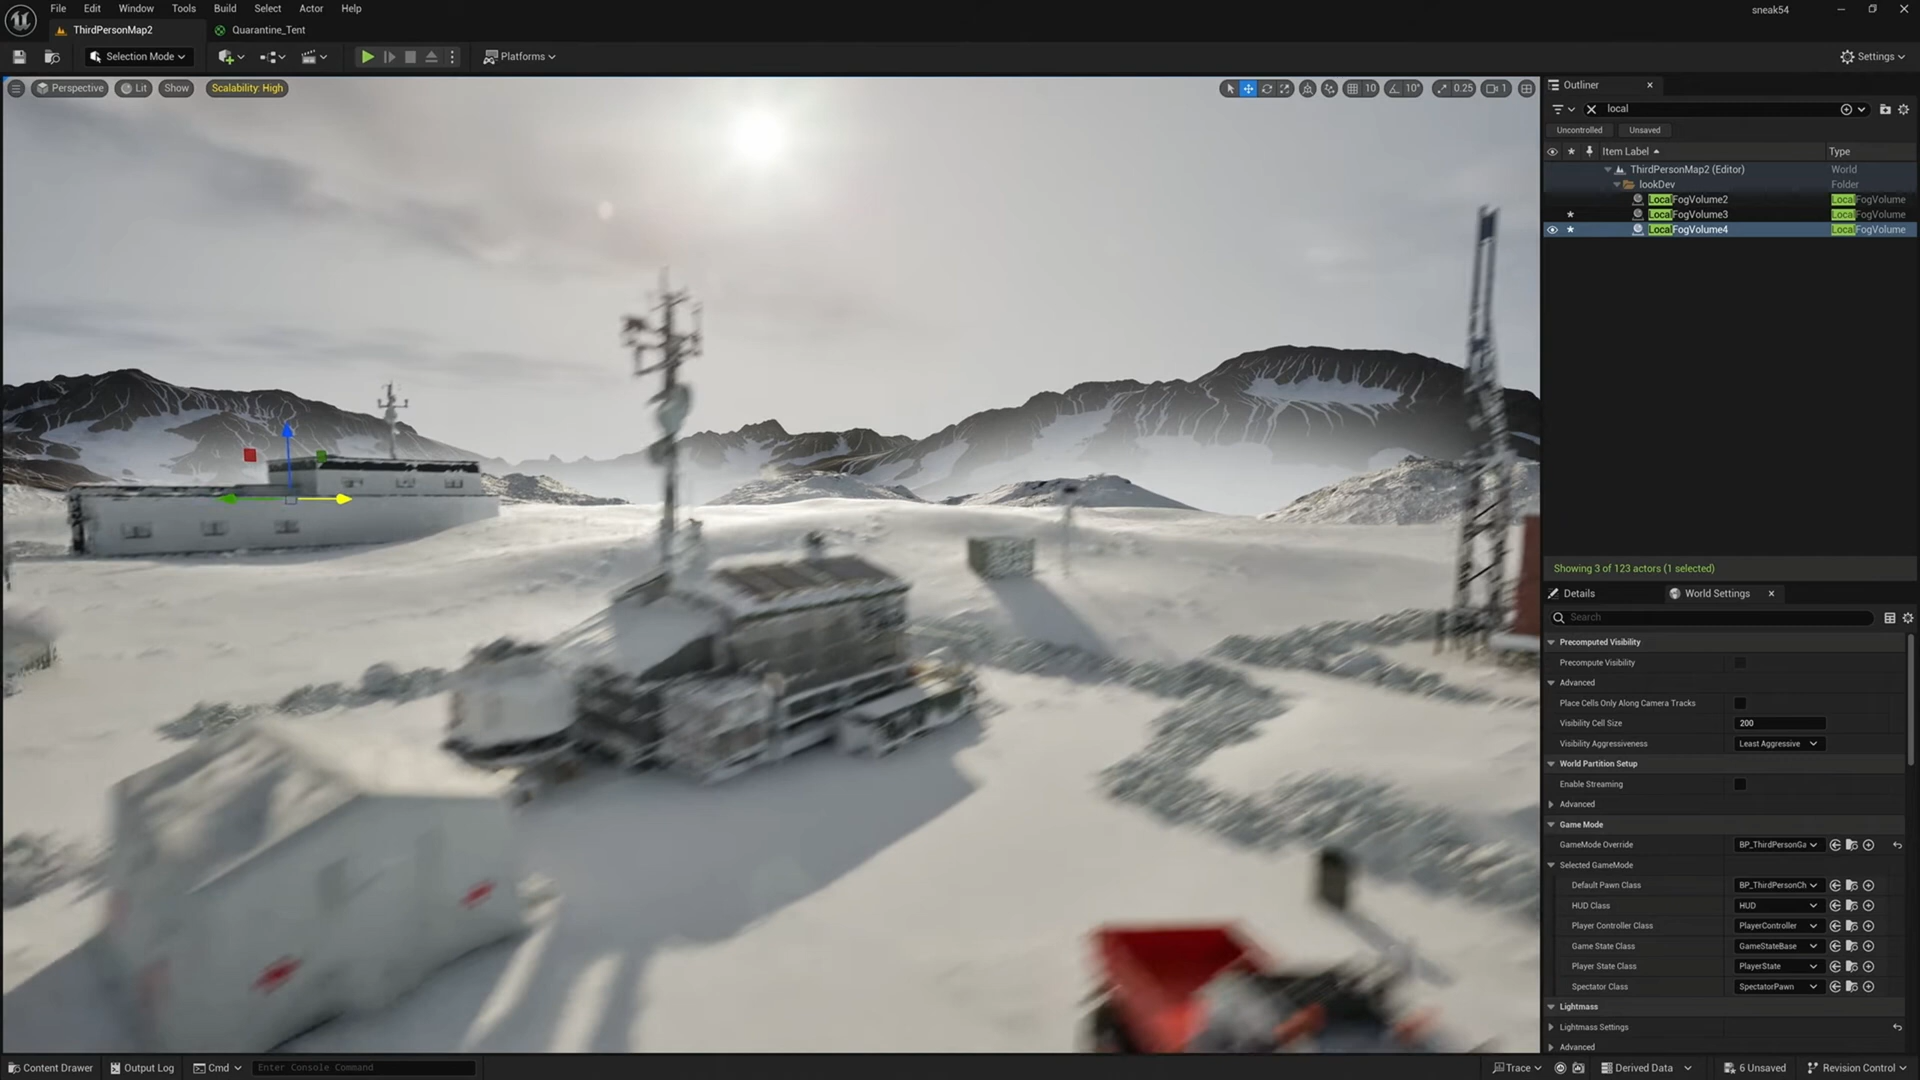 File Edit Window Tools Build Select Actor Help
sneak54
ThirdPersonMap2
Quarantine_Tent
Selection Mode
Platforms
Settings
Perspective
Lit
Show
Scalability: High
10
10°
0.25
1
Outliner
local
Uncontrolled
Unsaved
Item Label
Type
ThirdPersonMap2 (Editor)
World
lookDev
Folder
LocalFogVolume2
LocalFogVolume
LocalFogVolume3
LocalFogVolume
LocalFogVolume4
LocalFogVolume
Showing 3 of 123 actors (1 selected)
Details
World Settings
Search
Precomputed Visibility
Precompute Visibility
Advanced
Place Cells Only Along Camera Tracks
Visibility Cell Size
200
Visibility Aggressiveness
Least Aggressive
World Partition Setup
Enable Streaming
Advanced
Game Mode
GameMode Override
BP_ThirdPersonGa
Selected GameMode
Default Pawn Class
BP_ThirdPersonCh
HUD Class
HUD
Player Controller Class
PlayerController
Game State Class
GameStateBase
Player State Class
PlayerState
Spectator Class
SpectatorPawn
Lightmass
Lightmass Settings
Advanced
Content Drawer
Output Log
Cmd
Enter Console Command
Trace
Derived Data
6 Unsaved
Revision Control